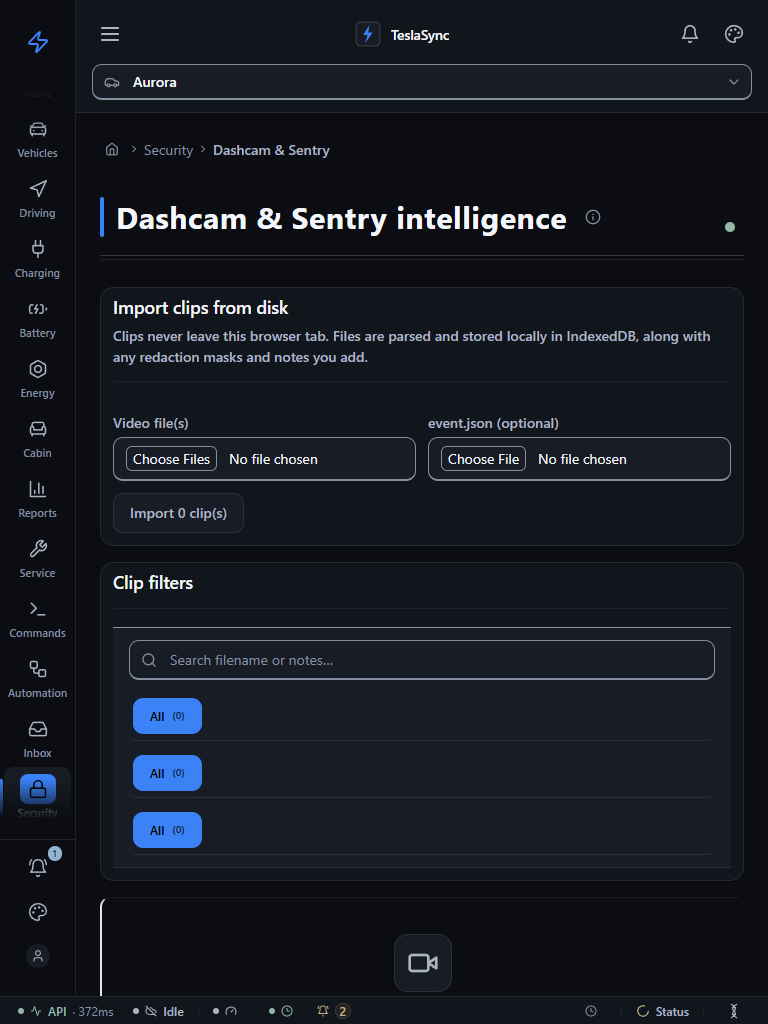 TeslaSync
Aurora
Security
Dashcam & Sentry
Dashcam & Sentry intelligence
Import clips from disk
Clips never leave this browser tab. Files are parsed and stored locally in IndexedDB, along with
any redaction masks and notes you add.
Video file(s)
event.json (optional)
Choose Files
No file chosen
Choose File
No file chosen
Import 0 clip(s)
Clip filters
Search filename or notes...
All (0)
All (0)
All (0)
Vehicles
Driving
Charging
Battery
Energy
Cabin
Reports
Service
Commands
Automation
Inbox
Security
1
API · 372ms
Idle
2
Status